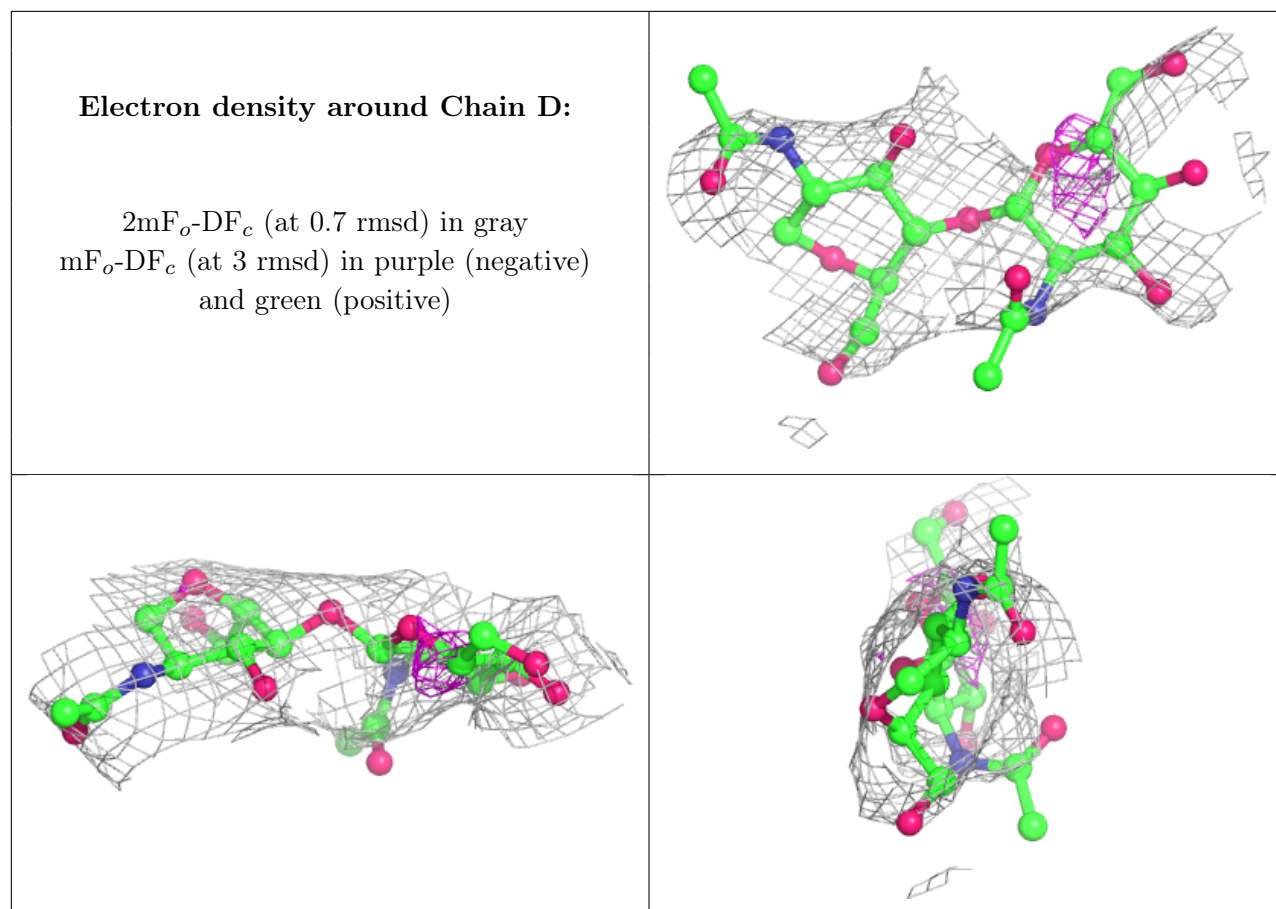 Electron density around Chain D:
2mFₒ-DF𝒸 (at 0.7 rmsd) in gray
mFₒ-DF𝒸 (at 3 rmsd) in purple (negative)
and green (positive)